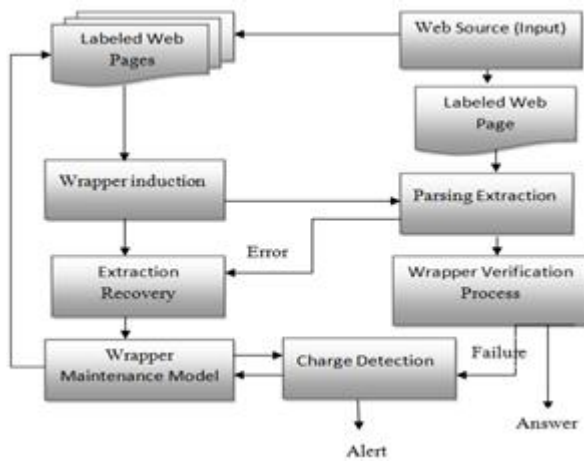 Labeled Web
Pages
Web Source (Input)
Labeled Web
Page
Wrapper induction
Parsing Extraction
Error
Extraction
Recovery
Wrapper Verification
Process
Wrapper
Maintenance Model
Charge Detection
Failure
Answer
Alert